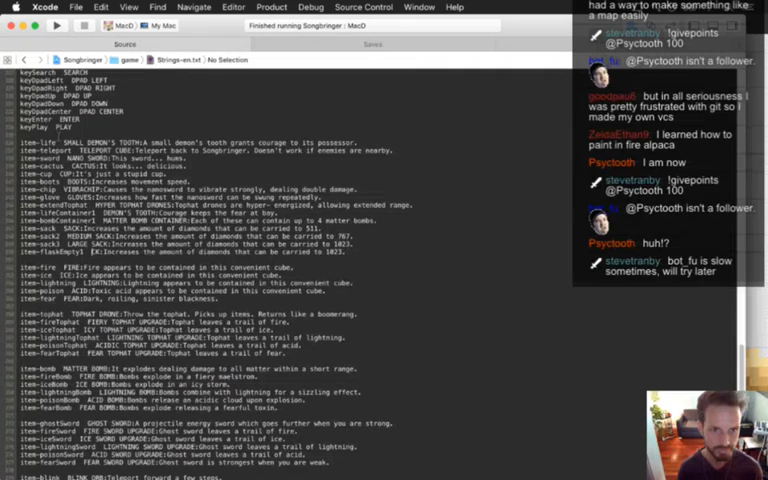 Xcode File Edit View Find Navigate Editor Product Debug Source Control Window Help
MacD My Mac
Finished running Songbringer : MacD
Source
Saves
Songbringer game Strings-en.txt No Selection
keySearch SEARCH
keyDpadLeft DPAD LEFT
keyDpadRight DPAD RIGHT
keyDpadUp DPAD UP
keyDpadDown DPAD DOWN
keyDpadCenter DPAD CENTER
keyEnter ENTER
keyPlay PLAY
item-life SMALL DEMON'S TOOTH:A small demon's tooth grants courage to its possessor.
item-teleport TELEPORT CUBE:Teleport back to Songbringer. Doesn't work if enemies are nearby.
item-sword NANO SWORD:This sword... hums.
item-cactus CACTUS:It looks... delicious.
item-cup CUP:It's just a stupid cup.
item-boots BOOTS:Increases movement speed.
item-chip VIBRACHIP:Causes the nanosword to vibrate strongly, dealing double damage.
item-glove GLOVES:Increases how fast the nanosword can be swung repeatedly.
item-extendTophat HYPER TOPHAT DRONE:Tophat drones are hyper- energized, allowing extended range.
item-lifeContainer1 DEMON'S TOOTH:Courage keeps the fear at bay.
item-bombContainer1 MATTER BOMB CONTAINER:Each of these can contain up to 4 matter bombs.
item-sack SACK:Increases the amount of diamonds that can be carried to 511.
item-sack2 MEDIUM SACK:Increases the amount of diamonds that can be carried to 767.
item-sack3 LARGE SACK:Increases the amount of diamonds that can be carried to 1023.
item-flaskEmpty1 CK:Increases the amount of diamonds that can be carried to 1023.
item-fire FIRE:Fire appears to be contained in this convenient cube.
item-ice ICE:Ice appears to be contained in this convenient cube.
item-lightning LIGHTNING:Lightning appears to be contained in this convenient cube.
item-poison ACID:Toxic acid appears to be contained in this convenient cube.
item-fear FEAR:Dark, roiling, sinister blackness.
item-tophat TOPHAT DRONE:Throw the tophat. Picks up items. Returns like a boomerang.
item-fireTophat FIERY TOPHAT UPGRADE:Tophat leaves a trail of fire.
item-iceTophat ICY TOPHAT UPGRADE:Tophat leaves a trail of ice.
item-lightningTophat LIGHTNING TOPHAT UPGRADE:Tophat leaves a trail of lightning.
item-poisonTophat ACIDIC TOPHAT UPGRADE:Tophat leaves a trail of acid.
item-fearTophat FEAR TOPHAT UPGRADE:Tophat leaves a trail of fear.
item-bomb MATTER BOMB:It explodes dealing damage to all matter within a short range.
item-fireBomb FIRE BOMB:Bombs explode in a fiery maelstrom.
item-iceBomb ICE BOMB:Bombs explode in an icy storm.
item-lightningBomb LIGHTNING BOMB:Bombs combine with lightning for a sizzling effect.
item-poisonBomb ACID BOMB:Bombs release an acidic cloud upon explosion.
item-fearBomb FEAR BOMB:Bombs explode releasing a fearful toxin.
item-ghostSword GHOST SWORD:A projectile energy sword which goes further when you are strong.
item-fireSword FIRE SWORD UPGRADE:Ghost sword leaves a trail of fire.
item-iceSword ICE SWORD UPGRADE:Ghost sword leaves a trail of ice.
item-lightningSword LIGHTNING SWORD UPGRADE:Ghost sword leaves a trail of lightning.
item-poisonSword ACID SWORD UPGRADE:Ghost sword leaves a trail of acid.
item-fearSword FEAR SWORD UPGRADE:Ghost sword is strongest when you are weak.
item-blink BLINK ORB:Teleport forward a few steps.
had a way to make something like
a map easily
stevetranby !givepoints
@Psyctooth 100
bot_fu @Psyctooth isn't a follower.
goodpau6 but in all seriousness I
was pretty frustrated with git so I
made my own vcs
ZeldaEthan9 I learned how to
paint in fire alpaca
Psyctooth I am now
stevetranby !givepoints
@Psyctooth 100
bot_fu @Psyctooth isn't a follower.
Psyctooth huh!?
stevetranby bot_fu is slow
sometimes, will try later